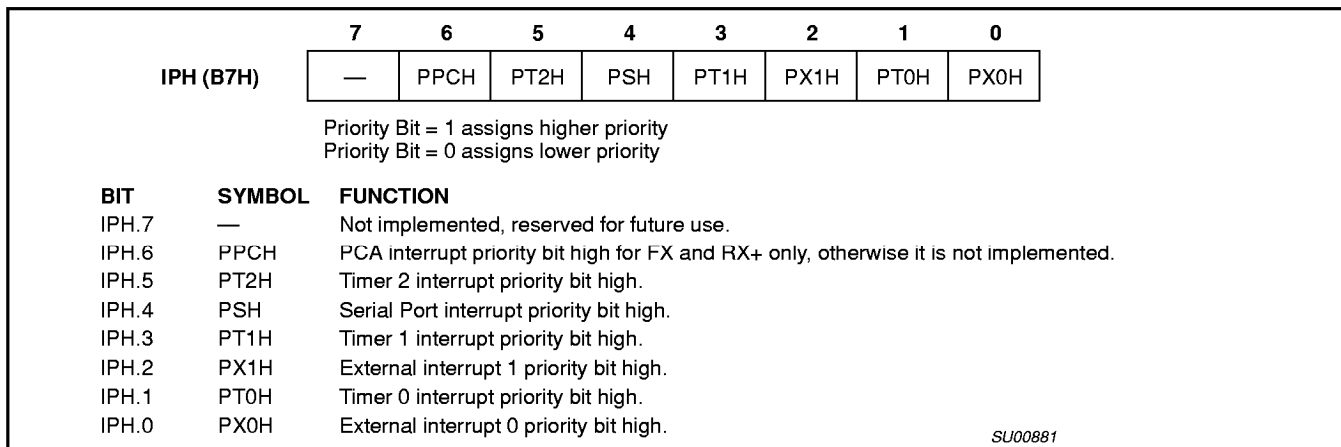 7 6 5 4 3 2 1 0
IPH (B7H) — PPCH PT2H PSH PT1H PX1H PT0H PX0H
Priority Bit = 1 assigns higher priority
Priority Bit = 0 assigns lower priority
BIT SYMBOL FUNCTION
IPH.7 — Not implemented, reserved for future use.
IPH.6 PPCH PCA interrupt priority bit high for FX and RX+ only, otherwise it is not implemented.
IPH.5 PT2H Timer 2 interrupt priority bit high.
IPH.4 PSH Serial Port interrupt priority bit high.
IPH.3 PT1H Timer 1 interrupt priority bit high.
IPH.2 PX1H External interrupt 1 priority bit high.
IPH.1 PT0H Timer 0 interrupt priority bit high.
IPH.0 PX0H External interrupt 0 priority bit high.
SU00881